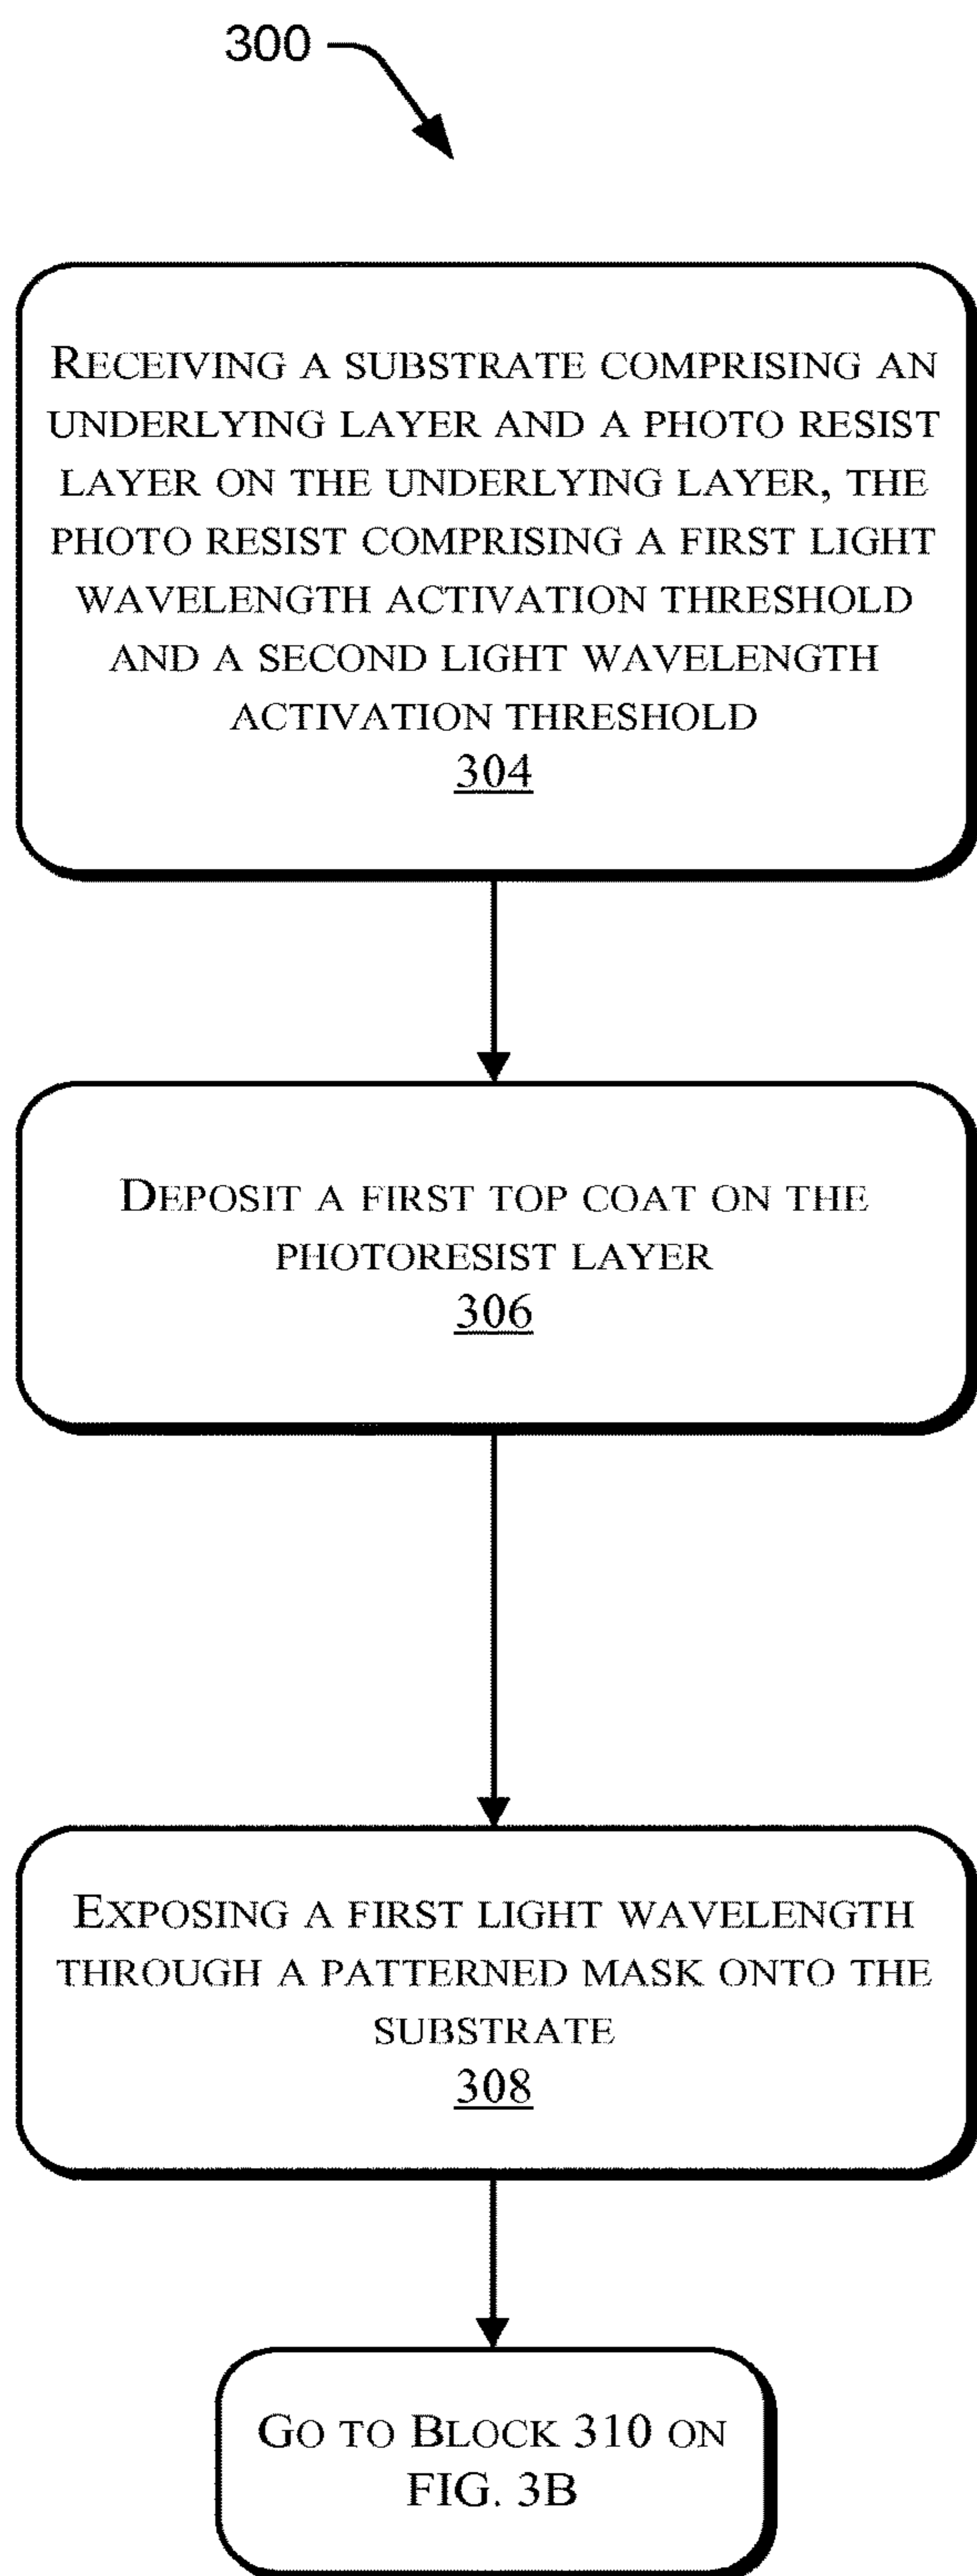 300
RECEIVING A SUBSTRATE COMPRISING AN
UNDERLYING LAYER AND A PHOTO RESIST
LAYER ON THE UNDERLYING LAYER, THE
PHOTO RESIST COMPRISING A FIRST LIGHT
WAVELENGTH ACTIVATION THRESHOLD
AND A SECOND LIGHT WAVELENGTH
ACTIVATION THRESHOLD
304
DEPOSIT A FIRST TOP COAT ON THE
PHOTORESIST LAYER
306
EXPOSING A FIRST LIGHT WAVELENGTH
THROUGH A PATTERNED MASK ONTO THE
SUBSTRATE
308
GO TO BLOCK 310 ON
FIG. 3B